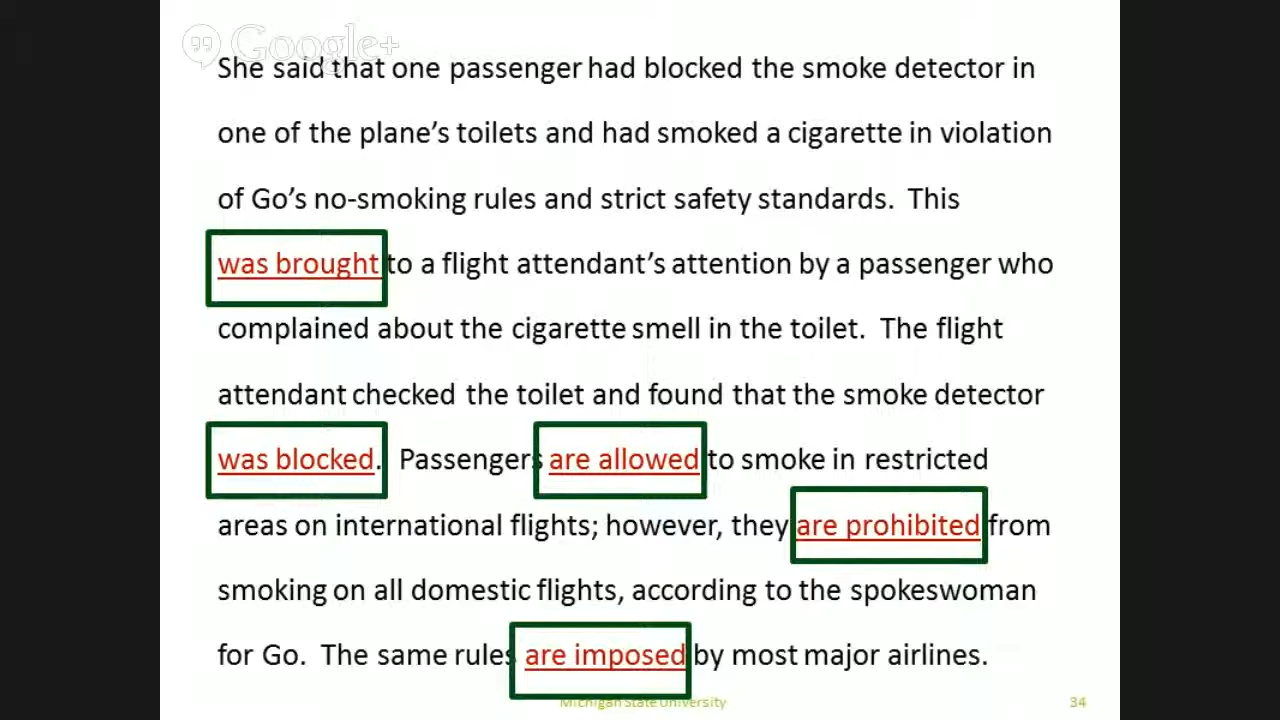 Google+
She said that one passenger had blocked the smoke detector in
one of the plane's toilets and had smoked a cigarette in violation
of Go's no-smoking rules and strict safety standards. This
was brought to a flight attendant's attention by a passenger who
complained about the cigarette smell in the toilet. The flight
attendant checked the toilet and found that the smoke detector
was blocked. Passengers are allowed to smoke in restricted
areas on international flights; however, they are prohibited from
smoking on all domestic flights, according to the spokeswoman
for Go. The same rules are imposed by most major airlines.
Michigan State University 34